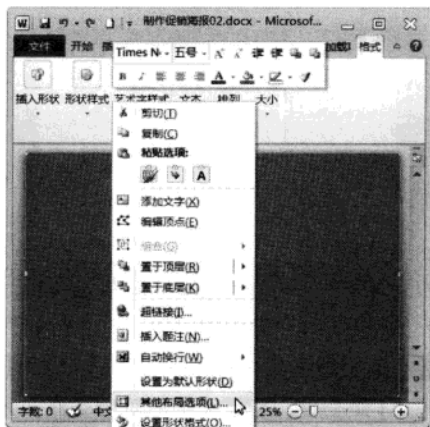 制作促销海报02.docx - Microsof...
文件 开始 插 加载 格式
Times N 五号
B I A
插入形状 形状样式 艺术字样式 文本 排列 大小
剪切(T)
复制(C)
粘贴选项:
A
添加文字(X)
编辑顶点(E)
组合(G)
置于顶层(R)
置于底层(K)
超链接(I)...
插入题注(N)...
自动换行(W)
设置为默认形状(D)
其他布局选项(L)...
字数: 0 中文 25%
设置形状格式(O)...